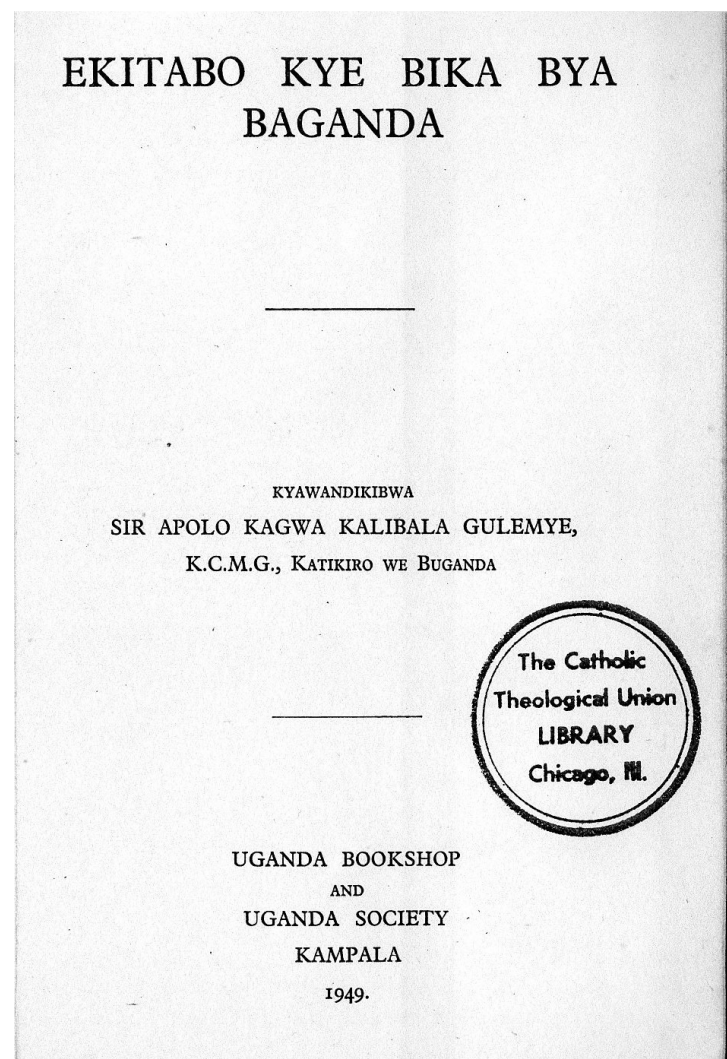 EKITABO KYE BIKA BYA
BAGANDA
KYAWANDIKIBWA
SIR APOLO KAGWA KALIBALA GULEMYE,
K.C.M.G., KATIKIRO WE BUGANDA
The Catholic
Theological Union
LIBRARY
Chicago, Ill.
UGANDA BOOKSHOP
AND
UGANDA SOCIETY
KAMPALA
1949.